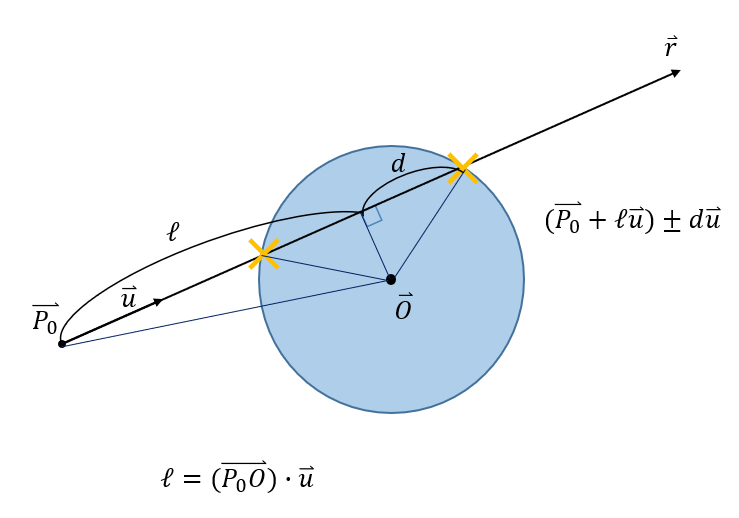 r⃗
d
(P₀⃗ + ℓu⃗) ± du⃗
ℓ
u⃗
P₀⃗
O⃗
ℓ = (P₀O⃗) · u⃗